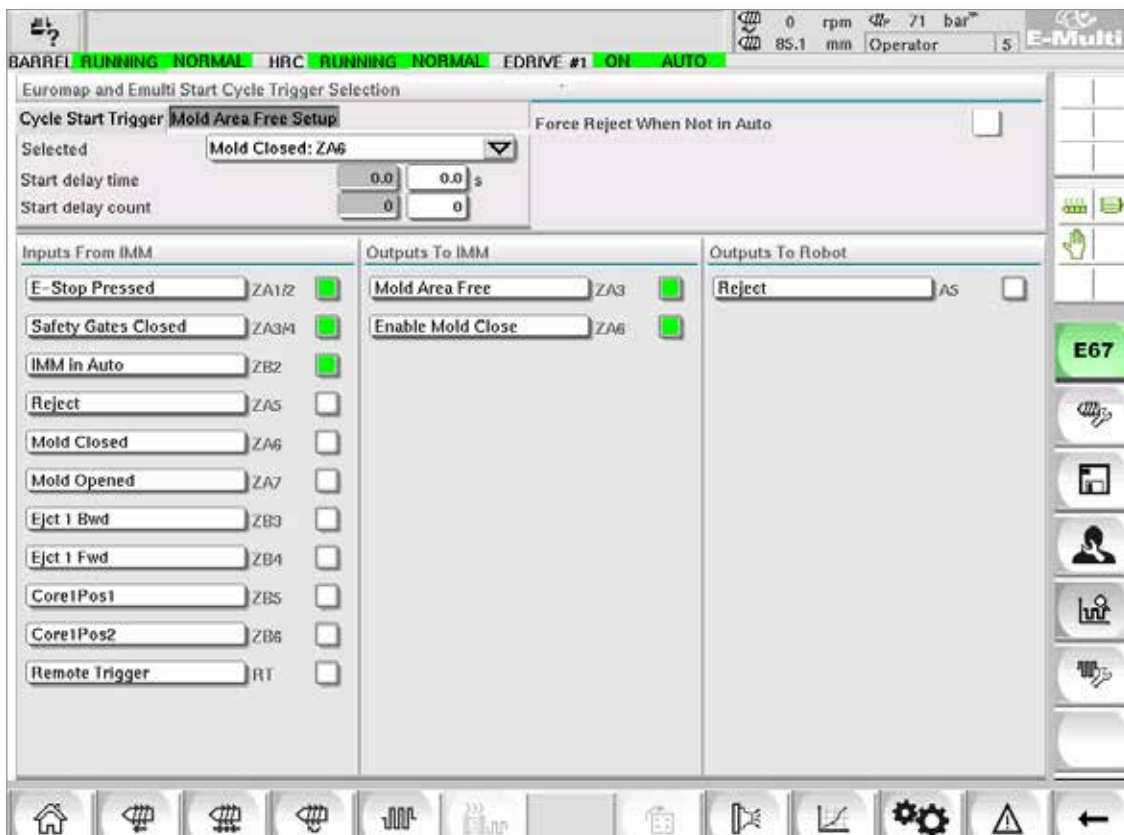 0 rpm 71 bar
85.1 mm Operator 5
E-Multi
BARREL RUNNING NORMAL HRC RUNNING NORMAL EDRIVE #1 ON AUTO
Euromap and Emulti Start Cycle Trigger Selection
Cycle Start Trigger Mold Area Free Setup
Force Reject When Not in Auto
Selected Mold Closed: ZA6
Start delay time 0.0 0.0 s
Start delay count 0 0
Inputs From IMM Outputs To IMM Outputs To Robot
E-Stop Pressed ZA1/2 Mold Area Free ZA3 Reject A5
Safety Gates Closed ZA3/4 Enable Mold Close ZA6
IMM in Auto ZB2
E67
Reject ZA5
Mold Closed ZA6
Mold Opened ZA7
Ejct 1 Bwd ZB3
Ejct 1 Fwd ZB4
Core1Pos1 ZB5
Core1Pos2 ZB6
Remote Trigger RT